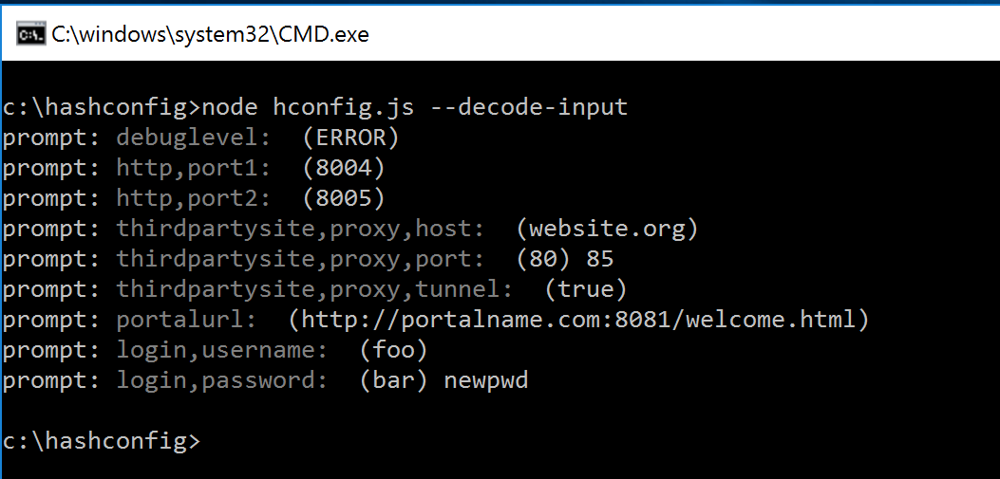 C:\windows\system32\CMD.exe
c:\hashconfig>node hconfig.js --decode-input
prompt: debuglevel:  (ERROR)
prompt: http,port1:  (8004)
prompt: http,port2:  (8005)
prompt: thirdpartysite,proxy,host:  (website.org)
prompt: thirdpartysite,proxy,port:  (80) 85
prompt: thirdpartysite,proxy,tunnel:  (true)
prompt: portalurl:  (http://portalname.com:8081/welcome.html)
prompt: login,username:  (foo)
prompt: login,password:  (bar) newpwd
c:\hashconfig>